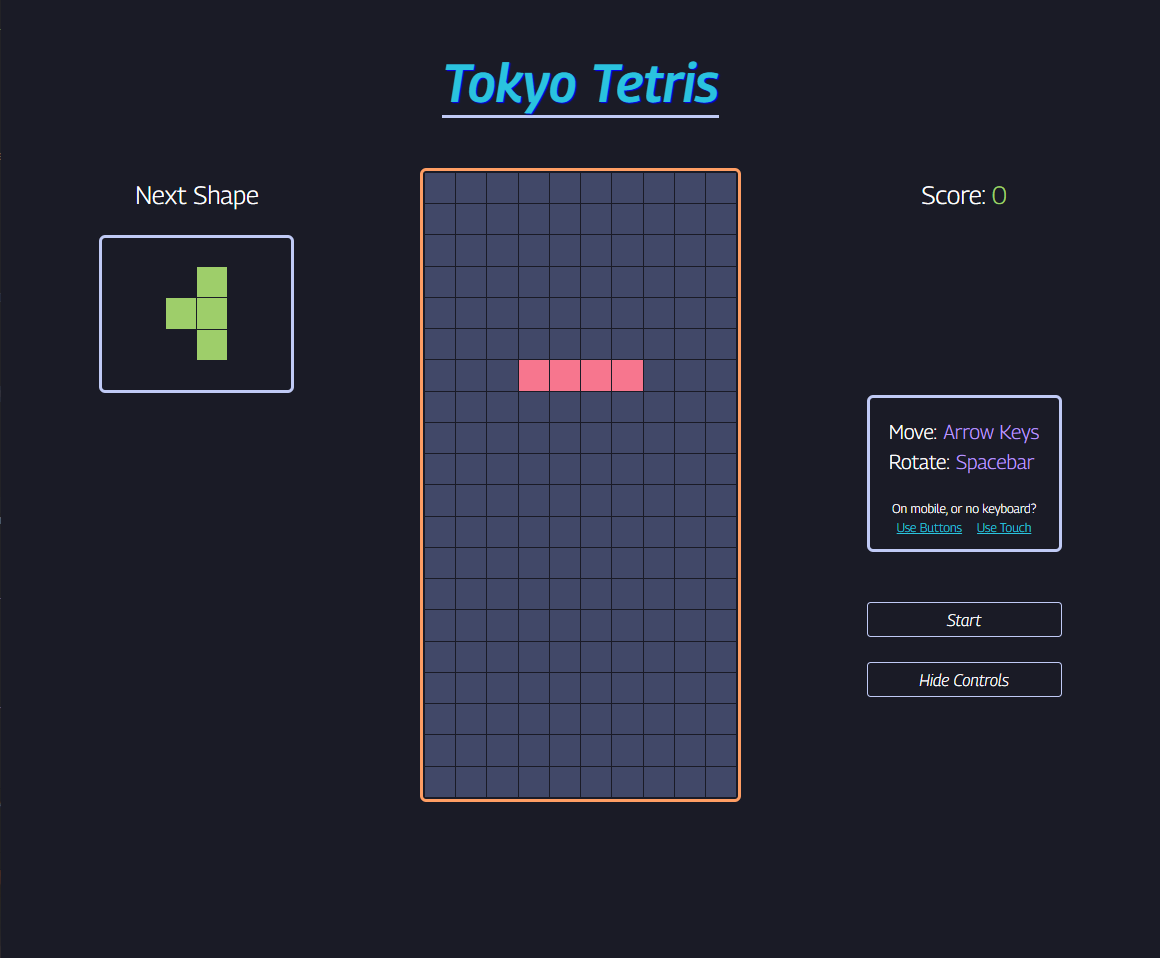 Tokyo Tetris
Next Shape
Score: 0
Move: Arrow Keys
Rotate: Spacebar
On mobile, or no keyboard?
Use Buttons Use Touch
Start
Hide Controls